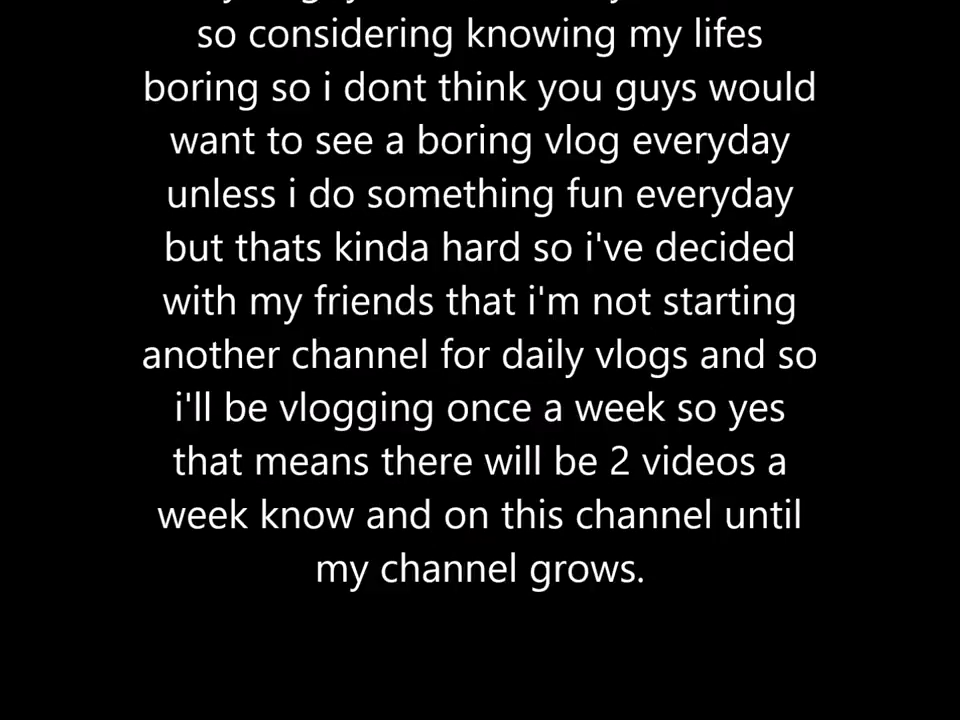 so considering knowing my lifes
boring so i dont think you guys would
want to see a boring vlog everyday
unless i do something fun everyday
but thats kinda hard so i've decided
with my friends that i'm not starting
another channel for daily vlogs and so
i'll be vlogging once a week so yes
that means there will be 2 videos a
week know and on this channel until
my channel grows.